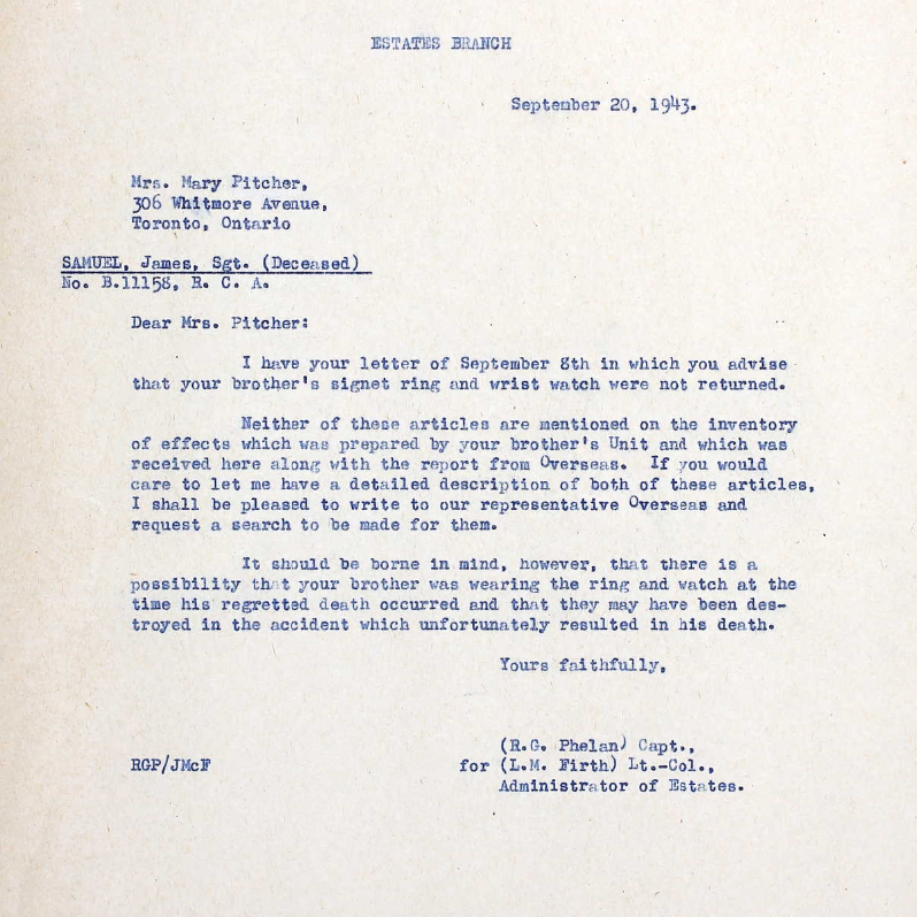 ESTATES BRANCH
September 20, 1943.
Mrs. Mary Pitcher,
306 Whitmore Avenue,
Toronto, Ontario
SAMUEL, James, Sgt. (Deceased)
No. B.11158, R. C. A.
Dear Mrs. Pitcher:
I have your letter of September 8th in which you advise
that your brother's signet ring and wrist watch were not returned.
Neither of these articles are mentioned on the inventory
of effects which was prepared by your brother's Unit and which was
received here along with the report from Overseas. If you would
care to let me have a detailed description of both of these articles,
I shall be pleased to write to our representative Overseas and
request a search to be made for them.
It should be borne in mind, however, that there is a
possibility that your brother was wearing the ring and watch at the
time his regretted death occurred and that they may have been des-
troyed in the accident which unfortunately resulted in his death.
Yours faithfully,
(R.G. Phelan) Capt.,
RGP/JMcF for (L.M. Firth) Lt.-Col.,
Administrator of Estates.